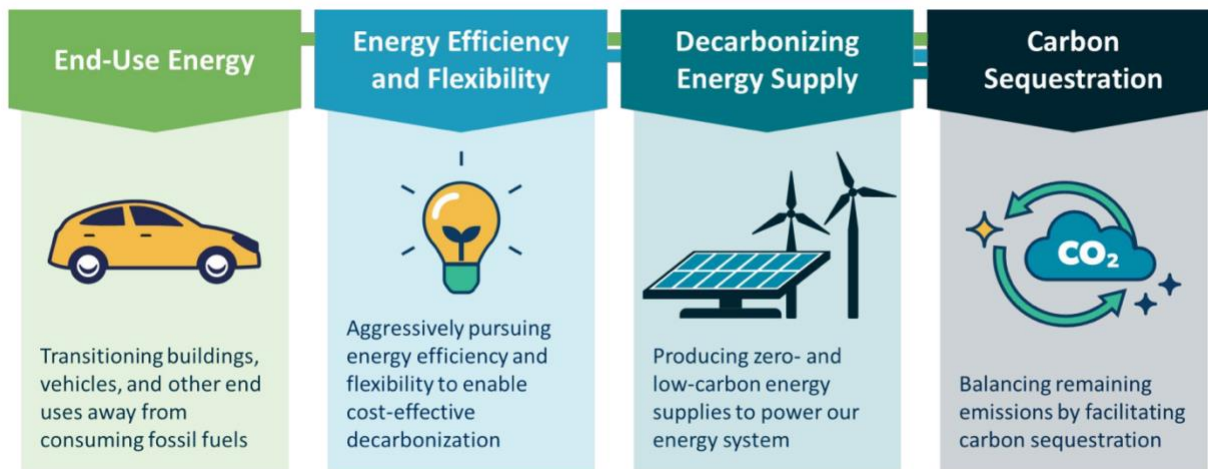 End-Use Energy
Transitioning buildings,
vehicles, and other end
uses away from
consuming fossil fuels
Energy Efficiency
and Flexibility
Aggressively pursuing
energy efficiency and
flexibility to enable
cost-effective
decarbonization
Decarbonizing
Energy Supply
Producing zero- and
low-carbon energy
supplies to power our
energy system
Carbon
Sequestration
CO₂
Balancing remaining
emissions by facilitating
carbon sequestration